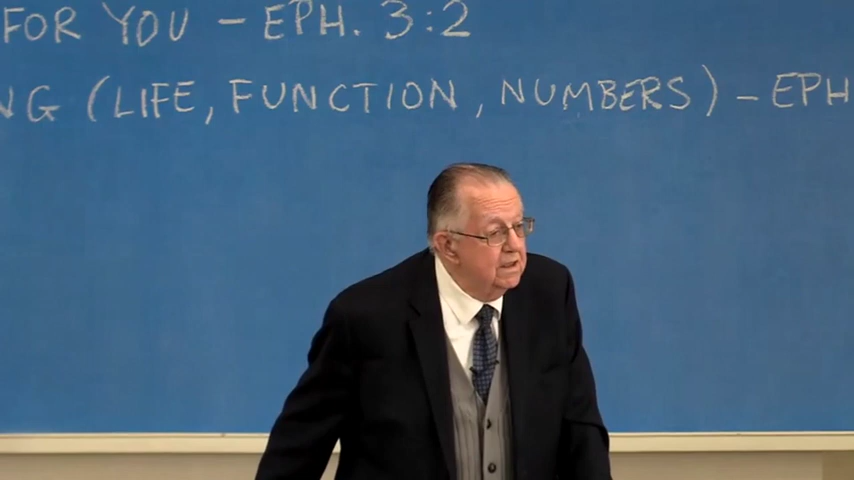 FOR YOU – EPH. 3:2
NG (LIFE, FUNCTION, NUMBERS) – EPH